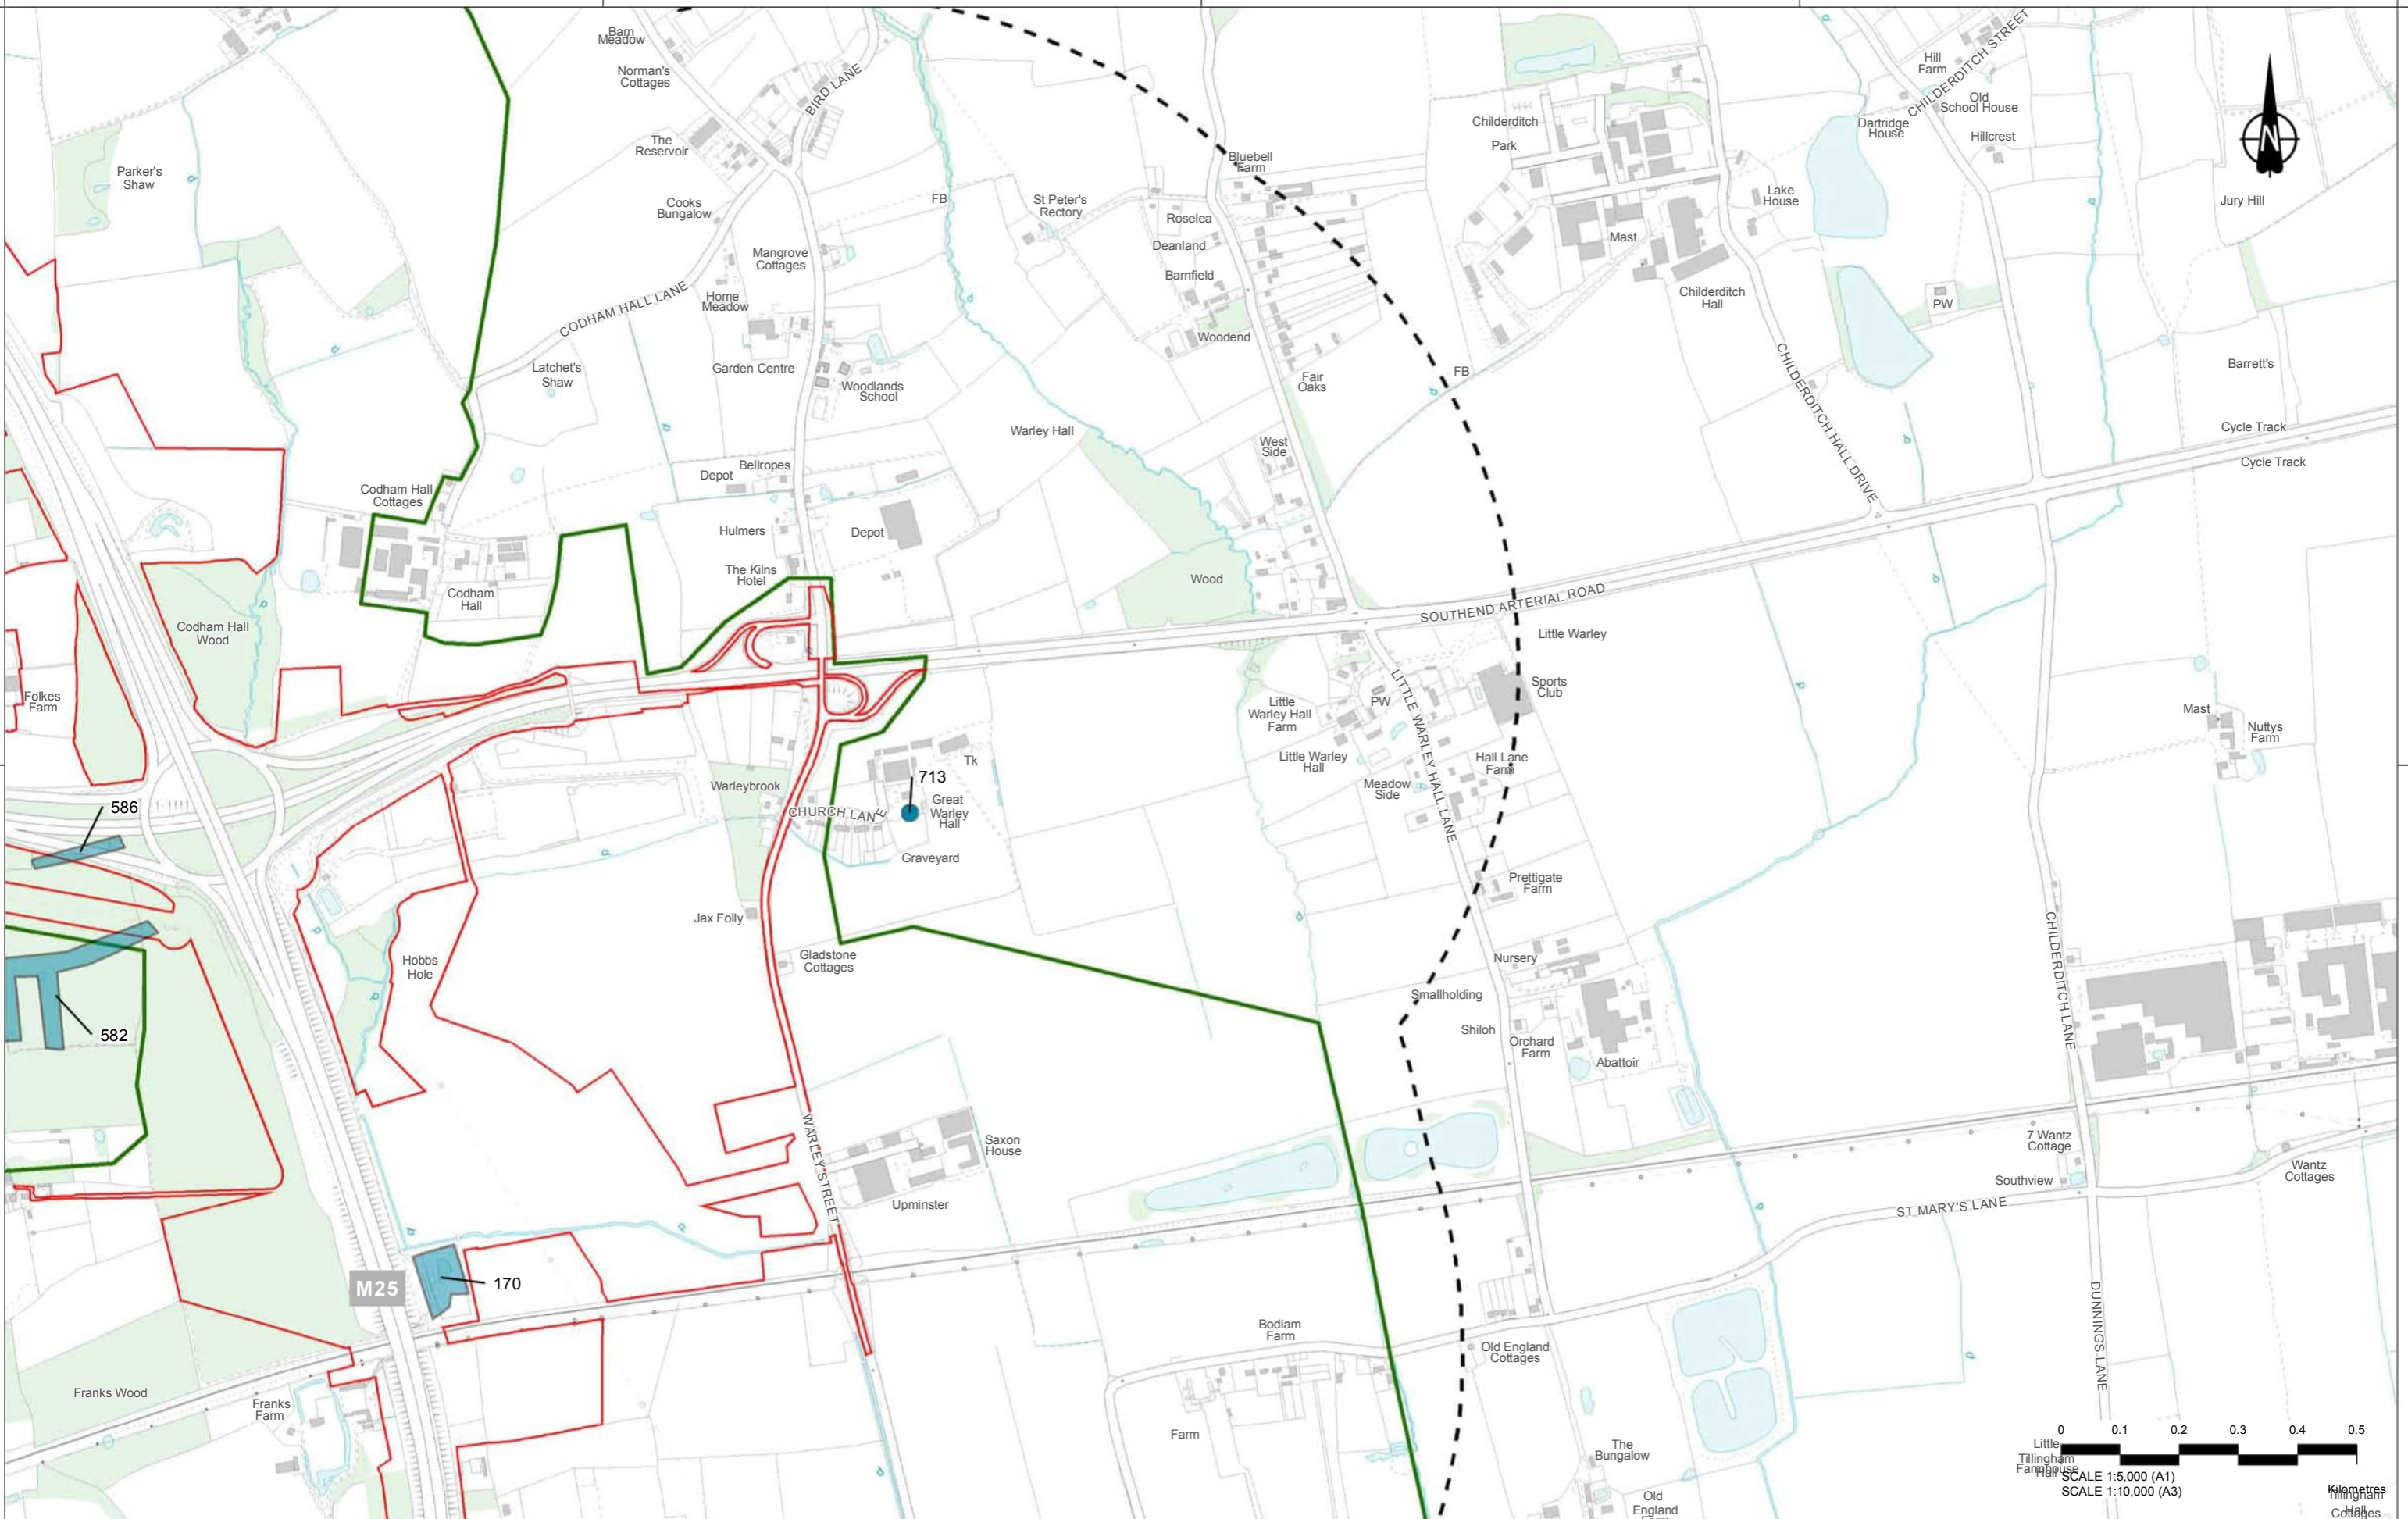 Barn
Meadow
Norman's
Cottages
BIRD LANE
Hill
Farm
CHILDERDITCH STREET
Old
School House
Dartridge
House
Hillcrest
N
Childerditch
Park
The
Reservoir
Bluebell
Farm
Parker's
Shaw
Cooks
Bungalow
FB
St Peter's
Rectory
Roselea
Deanland
Barnfield
Lake
House
Jury Hill
Mast
Mangrove
Cottages
Home
Meadow
CODHAM HALL LANE
Childerditch
Hall
PW
Woodend
Latchet's
Shaw
Garden Centre
Woodlands
School
Fair
Oaks
FB
CHILDERDITCH HALL DRIVE
Barrett's
Warley Hall
West
Side
Cycle Track
Cycle Track
Codham Hall
Cottages
Depot
Bellropes
Hulmers
Depot
The Kilns
Hotel
Wood
Codham
Hall
Codham Hall
Wood
SOUTHEND ARTERIAL ROAD
Little Warley
Folkes
Farm
Little
Warley Hall
Farm
PW
LITTLE WARLEY HALL LANE
Sports
Club
Mast
Nuttys
Farm
Tk
Little Warley
Hall
Hall Lane
Farm
Meadow
Side
Warleybrook
713
Great
Warley
Hall
CHURCH LANE
Graveyard
586
Prettigate
Farm
Jax Folly
Gladstone
Cottages
Hobbs
Hole
Nursery
Smallholding
Shiloh
Orchard
Farm
Abattoir
CHILDERDITCH LANE
582
WARLEY STREET
Saxon
House
Upminster
7 Wantz
Cottage
Southview
Wantz
Cottages
ST MARY'S LANE
M25
170
Bodiam
Farm
Old England
Cottages
DUNNINGS LANE
Franks Wood
Franks
Farm
Farm
The
Bungalow
Old
England
0 0.1 0.2 0.3 0.4 0.5
Little
Tillingham
Farmhouse
Hall
SCALE 1:5,000 (A1)
SCALE 1:10,000 (A3)
Kilometres
Tillingham
Hall
Cottages